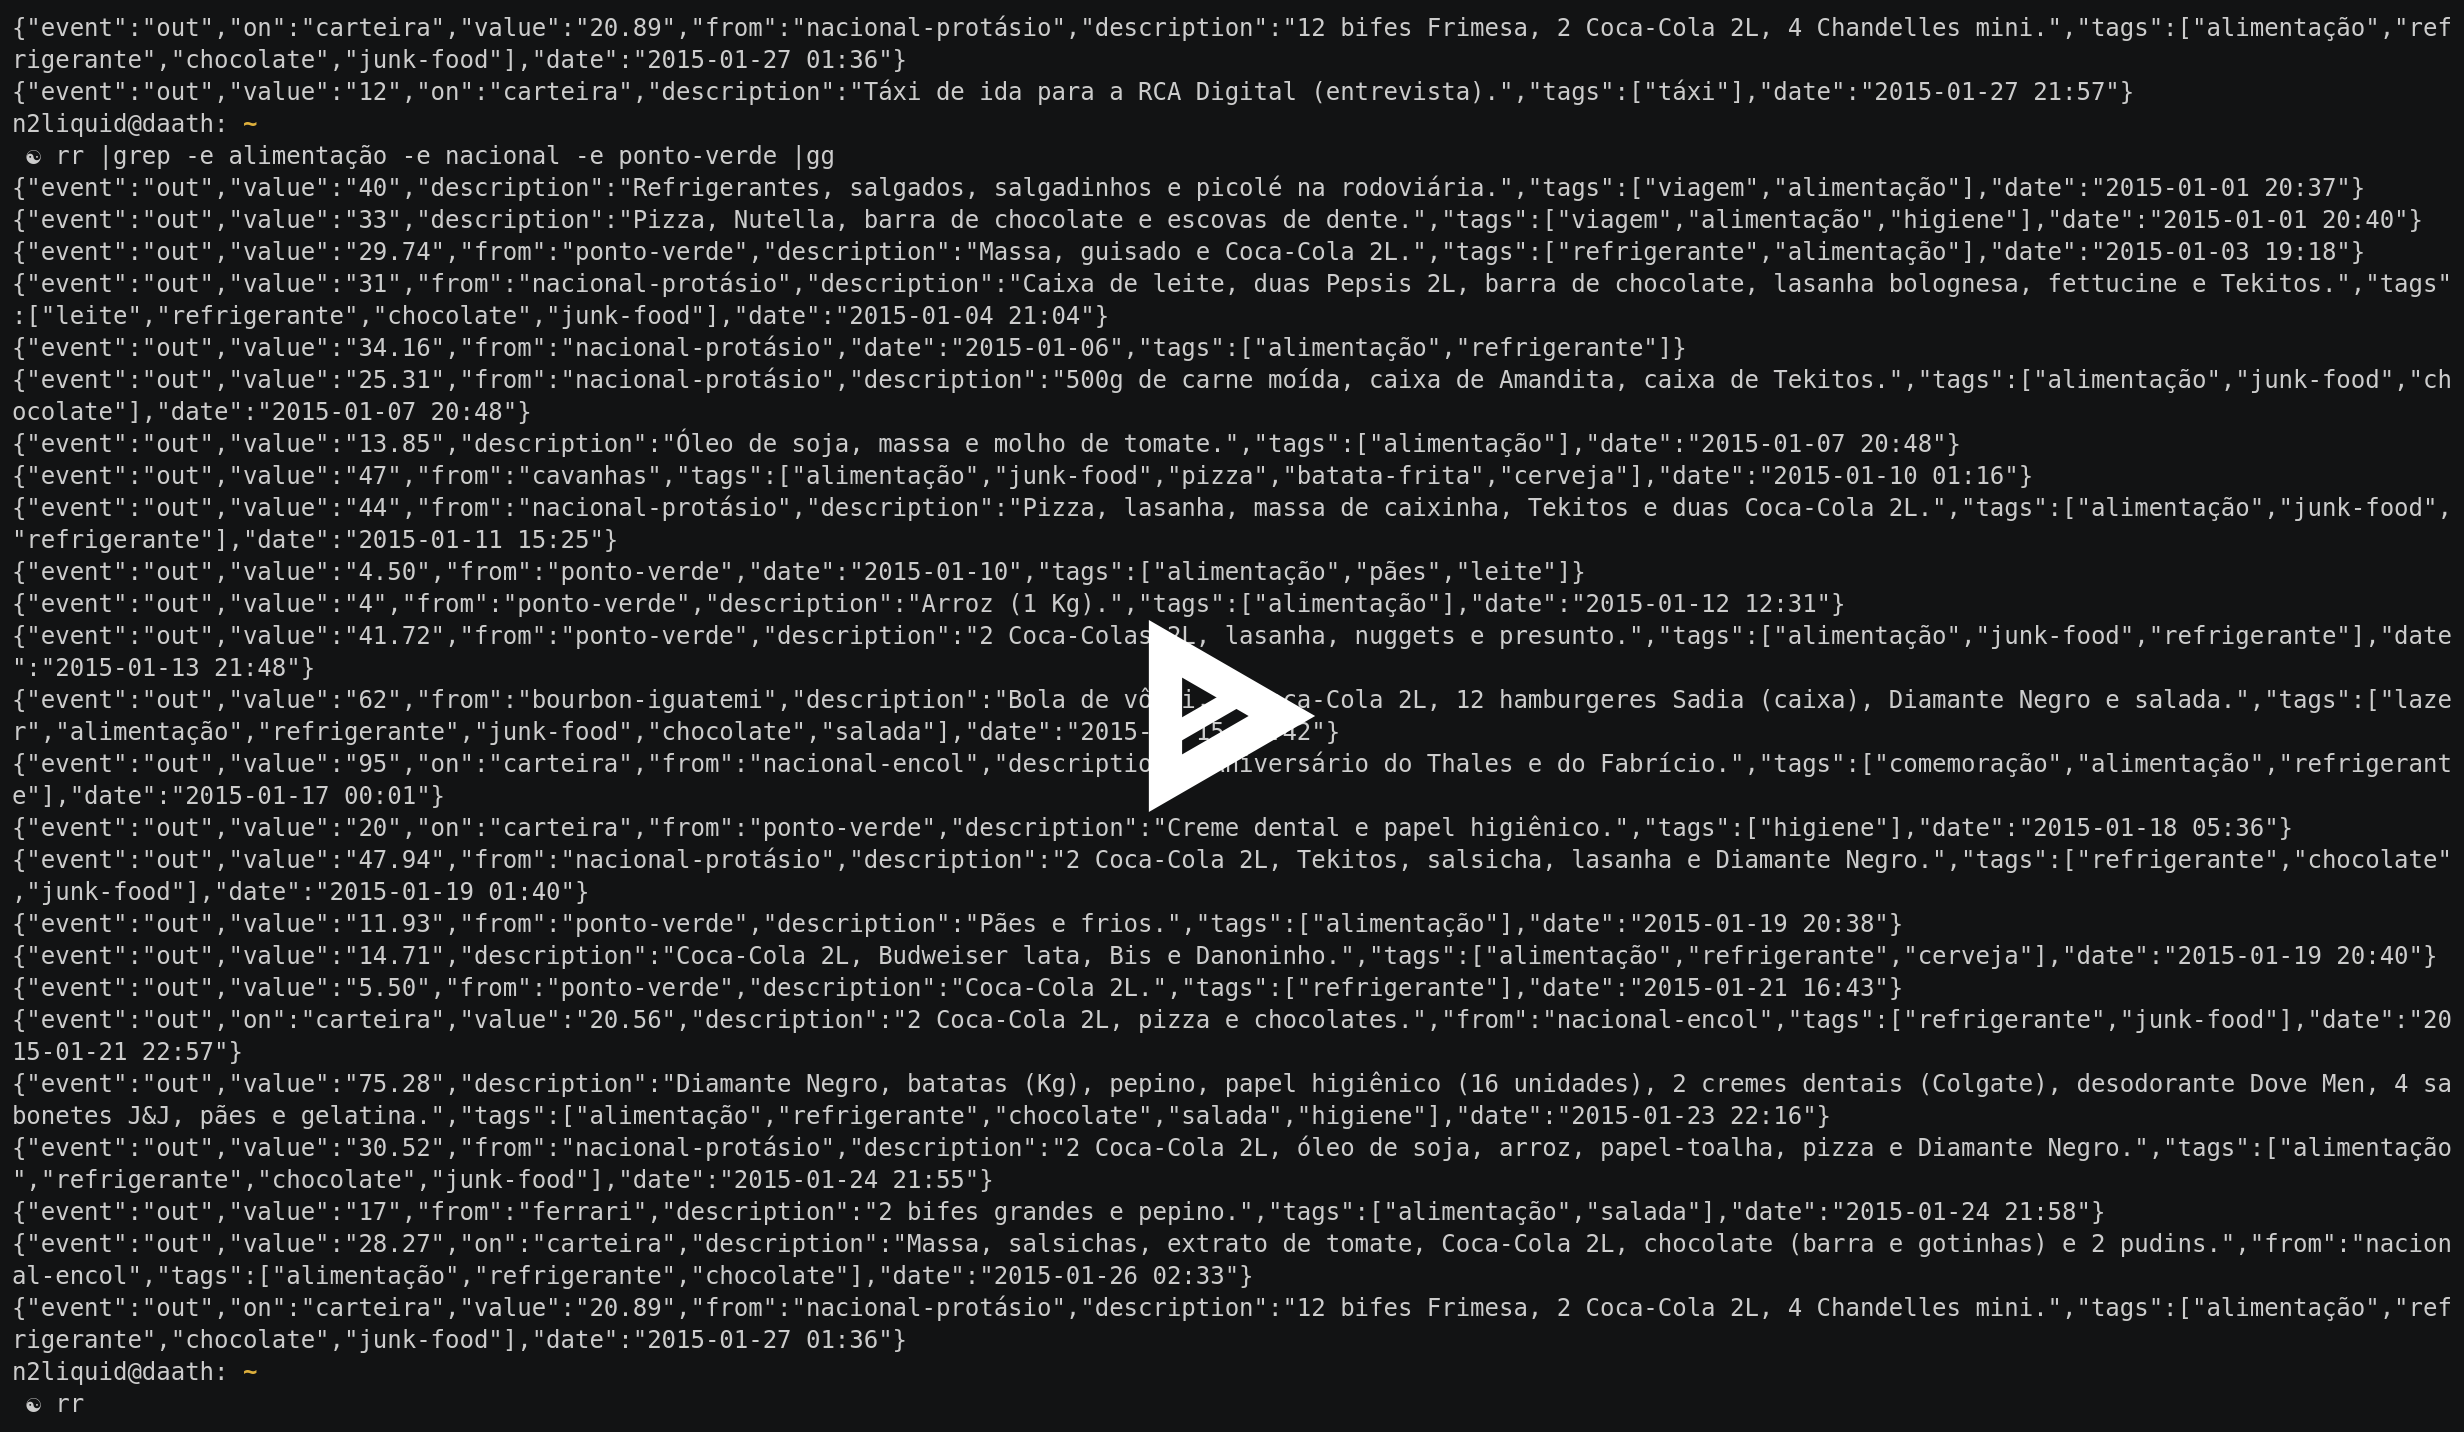 {"event":"out","on":"carteira","value":"20.89","from":"nacional-protásio","description":"12 bifes Frimesa, 2 Coca-Cola 2L, 4 Chandelles mini.","tags":["alimentação","ref
rigerante","chocolate","junk-food"],"date":"2015-01-27 01:36"}
{"event":"out","value":"12","on":"carteira","description":"Táxi de ida para a RCA Digital (entrevista).","tags":["táxi"],"date":"2015-01-27 21:57"}
n2liquid@daath: ~
☯ rr |grep -e alimentação -e nacional -e ponto-verde |gg
{"event":"out","value":"40","description":"Refrigerantes, salgados, salgadinhos e picolé na rodoviária.","tags":["viagem","alimentação"],"date":"2015-01-01 20:37"}
{"event":"out","value":"33","description":"Pizza, Nutella, barra de chocolate e escovas de dente.","tags":["viagem","alimentação","higiene"],"date":"2015-01-01 20:40"}
{"event":"out","value":"29.74","from":"ponto-verde","description":"Massa, guisado e Coca-Cola 2L.","tags":["refrigerante","alimentação"],"date":"2015-01-03 19:18"}
{"event":"out","value":"31","from":"nacional-protásio","description":"Caixa de leite, duas Pepsis 2L, barra de chocolate, lasanha bolognesa, fettucine e Tekitos.","tags"
:["leite","refrigerante","chocolate","junk-food"],"date":"2015-01-04 21:04"}
{"event":"out","value":"34.16","from":"nacional-protásio","date":"2015-01-06","tags":["alimentação","refrigerante"]}
{"event":"out","value":"25.31","from":"nacional-protásio","description":"500g de carne moída, caixa de Amandita, caixa de Tekitos.","tags":["alimentação","junk-food","ch
ocolate"],"date":"2015-01-07 20:48"}
{"event":"out","value":"13.85","description":"Óleo de soja, massa e molho de tomate.","tags":["alimentação"],"date":"2015-01-07 20:48"}
{"event":"out","value":"47","from":"cavanhas","tags":["alimentação","junk-food","pizza","batata-frita","cerveja"],"date":"2015-01-10 01:16"}
{"event":"out","value":"44","from":"nacional-protásio","description":"Pizza, lasanha, massa de caixinha, Tekitos e duas Coca-Cola 2L.","tags":["alimentação","junk-food",
"refrigerante"],"date":"2015-01-11 15:25"}
{"event":"out","value":"4.50","from":"ponto-verde","date":"2015-01-10","tags":["alimentação","pães","leite"]}
{"event":"out","value":"4","from":"ponto-verde","description":"Arroz (1 Kg).","tags":["alimentação"],"date":"2015-01-12 12:31"}
{"event":"out","value":"41.72","from":"ponto-verde","description":"2 Coca-Colas 2L, lasanha, nuggets e presunto.","tags":["alimentação","junk-food","refrigerante"],"date
":"2015-01-13 21:48"}
{"event":"out","value":"62","from":"bourbon-iguatemi","description":"Bola de 2L, 12 hamburgeres Sadia (caixa), Diamante Negro e salada.","tags":["laze
r","alimentação","refrigerante","junk-food","chocolate","salada"],"date":
{"event":"out","value":"95","on":"carteira","from":"nacional-encol", do Thales e do Fabrício.","tags":["comemoração","alimentação","refrigerant
e"],"date":"2015-01-17 00:01"}
{"event":"out","value":"20","on":"carteira","from":"ponto-verde","description":"Creme dental e papel higiênico.","tags":["higiene"],"date":"2015-01-18 05:36"}
{"event":"out","value":"47.94","from":"nacional-protásio","description":"2 Coca-Cola 2L, Tekitos, salsicha, lasanha e Diamante Negro.","tags":["refrigerante","chocolate"
,"junk-food"],"date":"2015-01-19 01:40"}
{"event":"out","value":"11.93","from":"ponto-verde","description":"Pães e frios.","tags":["alimentação"],"date":"2015-01-19 20:38"}
{"event":"out","value":"14.71","description":"Coca-Cola 2L, Budweiser lata, Bis e Danoninho.","tags":["alimentação","refrigerante","cerveja"],"date":"2015-01-19 20:40"}
{"event":"out","value":"5.50","from":"ponto-verde","description":"Coca-Cola 2L.","tags":["refrigerante"],"date":"2015-01-21 16:43"}
{"event":"out","on":"carteira","value":"20.56","description":"2 Coca-Cola 2L, pizza e chocolates.","from":"nacional-encol","tags":["refrigerante","junk-food"],"date":"20
15-01-21 22:57"}
{"event":"out","value":"75.28","description":"Diamante Negro, batatas (Kg), pepino, papel higiênico (16 unidades), 2 cremes dentais (Colgate), desodorante Dove Men, 4 sa
bonetes J&J, pães e gelatina.","tags":["alimentação","refrigerante","chocolate","salada","higiene"],"date":"2015-01-23 22:16"}
{"event":"out","value":"30.52","from":"nacional-protásio","description":"2 Coca-Cola 2L, óleo de soja, arroz, papel-toalha, pizza e Diamante Negro.","tags":["alimentação
","refrigerante","chocolate","junk-food"],"date":"2015-01-24 21:55"}
{"event":"out","value":"17","from":"ferrari","description":"2 bifes grandes e pepino.","tags":["alimentação","salada"],"date":"2015-01-24 21:58"}
{"event":"out","value":"28.27","on":"carteira","description":"Massa, salsichas, extrato de tomate, Coca-Cola 2L, chocolate (barra e gotinhas) e 2 pudins.","from":"nacion
al-encol","tags":["alimentação","refrigerante","chocolate"],"date":"2015-01-26 02:33"}
{"event":"out","on":"carteira","value":"20.89","from":"nacional-protásio","description":"12 bifes Frimesa, 2 Coca-Cola 2L, 4 Chandelles mini.","tags":["alimentação","ref
rigerante","chocolate","junk-food"],"date":"2015-01-27 01:36"}
n2liquid@daath: ~
☯ rr